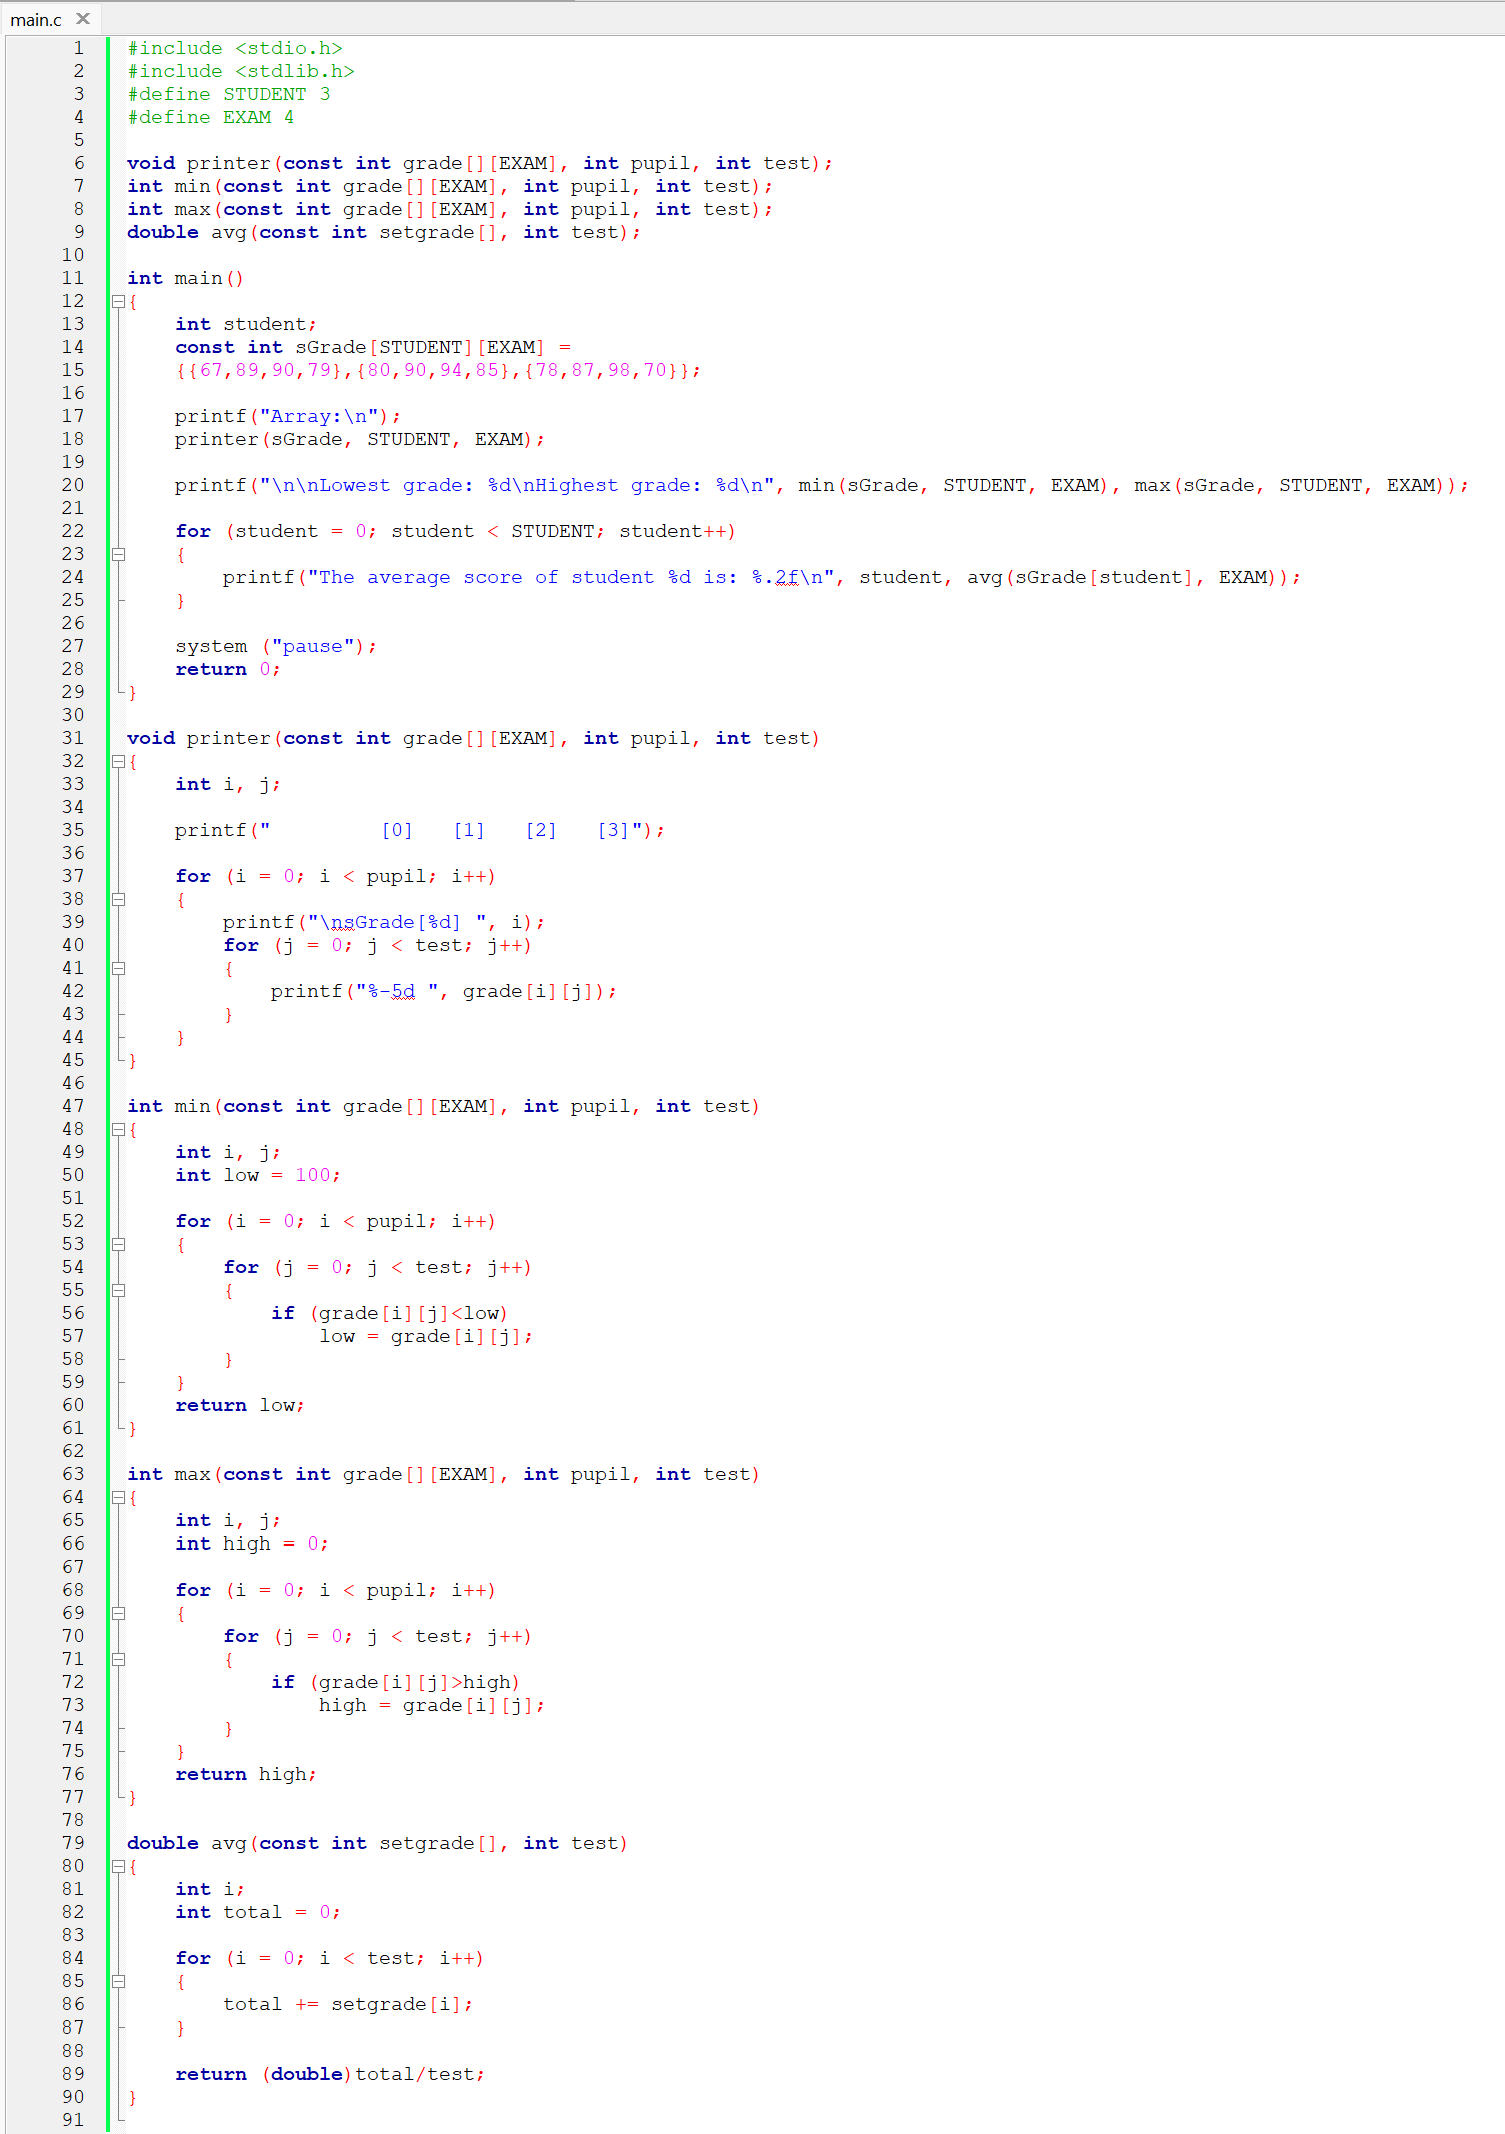 main.c ✕
1 #include <stdio.h>
2 #include <stdlib.h>
3 #define STUDENT 3
4 #define EXAM 4
5
6 void printer(const int grade[][EXAM], int pupil, int test);
7 int min(const int grade[][EXAM], int pupil, int test);
8 int max(const int grade[][EXAM], int pupil, int test);
9 double avg(const int setgrade[], int test);
10
11 int main()
12 {
13     int student;
14     const int sGrade[STUDENT][EXAM] =
15     {{67,89,90,79},{80,90,94,85},{78,87,98,70}};
16
17     printf("Array:\n");
18     printer(sGrade, STUDENT, EXAM);
19
20     printf("\n\nLowest grade: %d\nHighest grade: %d\n", min(sGrade, STUDENT, EXAM), max(sGrade, STUDENT, EXAM));
21
22     for (student = 0; student < STUDENT; student++)
23     {
24         printf("The average score of student %d is: %.2f\n", student, avg(sGrade[student], EXAM));
25     }
26
27     system ("pause");
28     return 0;
29 }
30
31 void printer(const int grade[][EXAM], int pupil, int test)
32 {
33     int i, j;
34
35     printf("         [0]   [1]   [2]   [3]");
36
37     for (i = 0; i < pupil; i++)
38     {
39         printf("\nsGrade[%d] ", i);
40         for (j = 0; j < test; j++)
41         {
42             printf("%-5d ", grade[i][j]);
43         }
44     }
45 }
46
47 int min(const int grade[][EXAM], int pupil, int test)
48 {
49     int i, j;
50     int low = 100;
51
52     for (i = 0; i < pupil; i++)
53     {
54         for (j = 0; j < test; j++)
55         {
56             if (grade[i][j]<low)
57                 low = grade[i][j];
58         }
59     }
60     return low;
61 }
62
63 int max(const int grade[][EXAM], int pupil, int test)
64 {
65     int i, j;
66     int high = 0;
67
68     for (i = 0; i < pupil; i++)
69     {
70         for (j = 0; j < test; j++)
71         {
72             if (grade[i][j]>high)
73                 high = grade[i][j];
74         }
75     }
76     return high;
77 }
78
79 double avg(const int setgrade[], int test)
80 {
81     int i;
82     int total = 0;
83
84     for (i = 0; i < test; i++)
85     {
86         total += setgrade[i];
87     }
88
89     return (double)total/test;
90 }
91